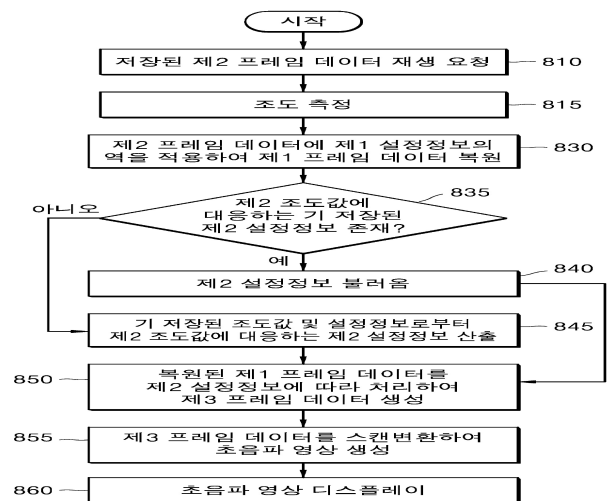 시작
저장된 제2 프레임 데이터 재생 요청
810
조도 측정
815
제2 프레임 데이터에 제1 설정정보의
역을 적용하여 제1 프레임 데이터 복원
830
835
제2 조도값에
대응하는 기 저장된
제2 설정정보 존재?
아니오
예
제2 설정정보 불러옴
840
기 저장된 조도값 및 설정정보로부터
제2 조도값에 대응하는 제2 설정정보 산출
845
850
복원된 제1 프레임 데이터를
제2 설정정보에 따라 처리하여
제3 프레임 데이터 생성
855
제3 프레임 데이터를 스캔변환하여
초음파 영상 생성
860
초음파 영상 디스플레이